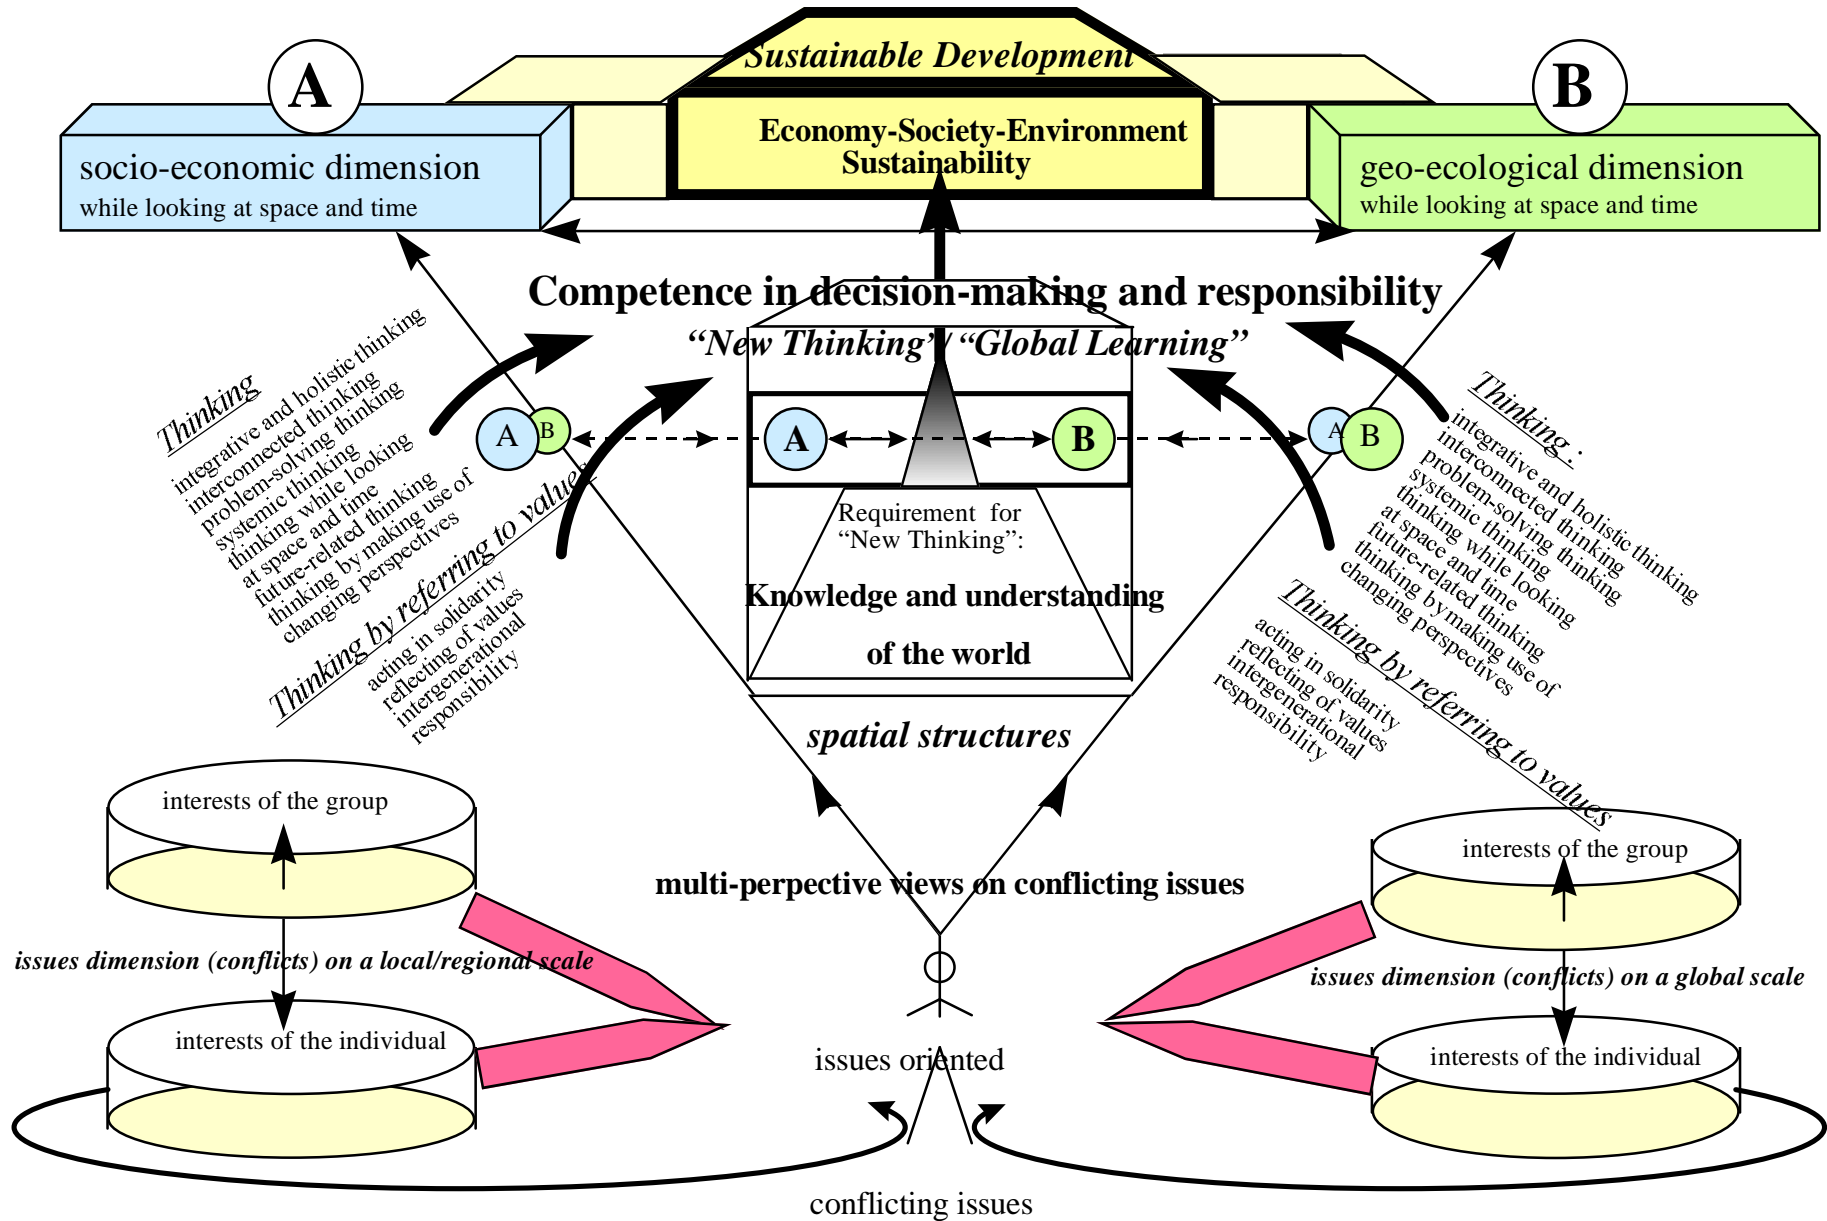 Sustainable Development
A
B
Economy-Society-Environment
Sustainability
socio-economic dimension
while looking at space and time
geo-ecological dimension
while looking at space and time
Competence in decision-making and responsibility
“New Thinking”/ “Global Learning”
Thinking
integrative and holistic thinking
interconnected thinking
problem-solving thinking
systemic thinking
thinking while looking
at space and time
future-related thinking
thinking by making use of
changing perspectives
Thinking by referring to values
acting in solidarity
reflecting of values
intergenerational
responsibility
A
B
A
B
A
B
Thinking :
integrative and holistic thinking
interconnected thinking
problem-solving thinking
systemic thinking
thinking while looking
at space and time
future-related thinking
thinking by making use of
changing perspectives
Thinking by referring to values
acting in solidarity
reflecting of values
intergenerational
responsibility
Requirement for
“New Thinking”:
Knowledge and understanding
of the world
spatial structures
interests of the group
interests of the group
multi-perpective views on conflicting issues
issues dimension (conflicts) on a local/regional scale
issues dimension (conflicts) on a global scale
interests of the individual
interests of the individual
issues oriented
conflicting issues